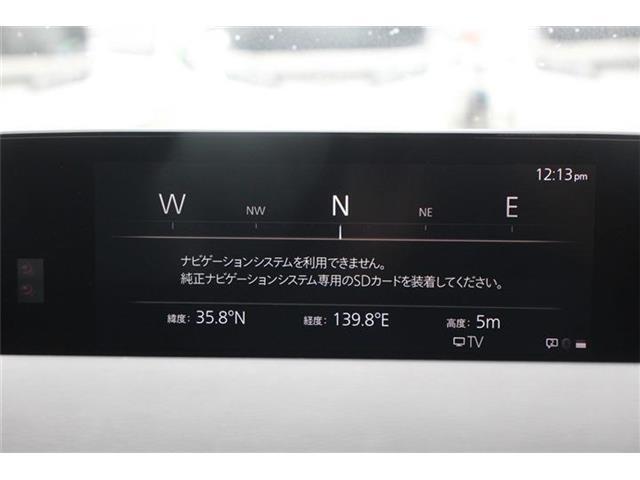 12:13pm
W NW N NE E
ナビゲーションシステムを利用できません。
純正ナビゲーションシステム専用のSDカードを装着してください。
緯度: 35.8°N 経度: 139.8°E 高度: 5m
TV